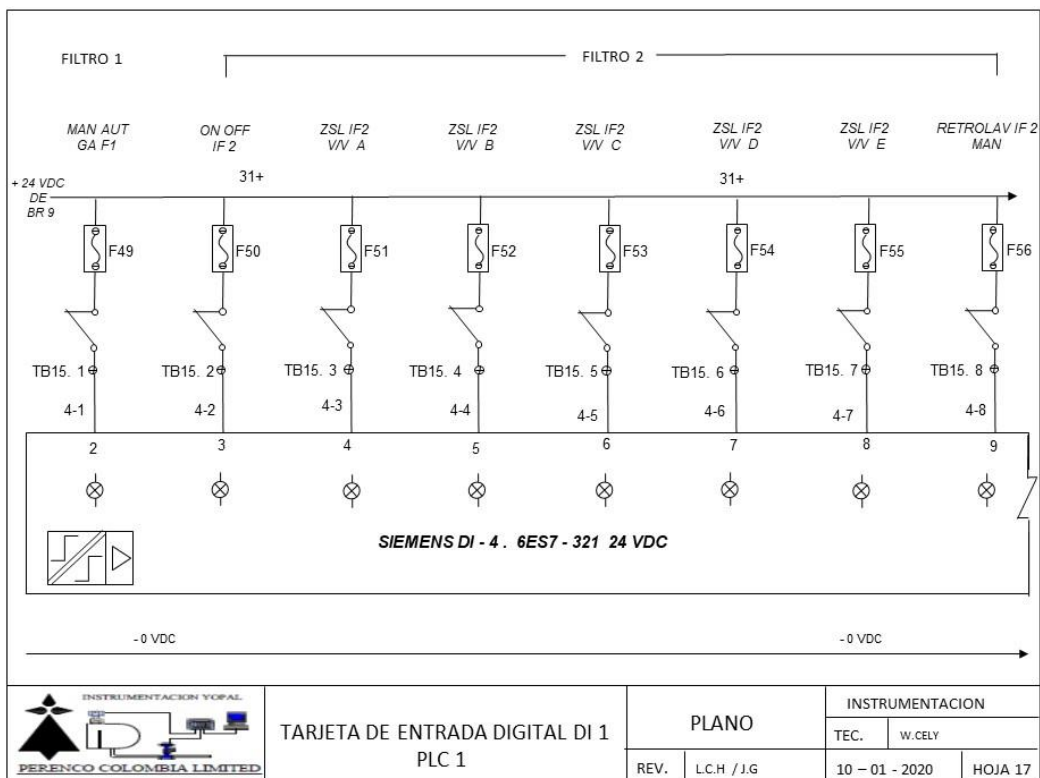 FILTRO 1
FILTRO 2
MAN AUT
GA F1
ON OFF
IF 2
ZSL IF2
V/V A
ZSL IF2
V/V B
ZSL IF2
V/V C
ZSL IF2
V/V D
ZSL IF2
V/V E
RETROLAV IF 2
MAN
+ 24 VDC
DE
BR 9
31+
31+
F49
F50
F51
F52
F53
F54
F55
F56
TB15. 1
TB15. 2
TB15. 3
TB15. 4
TB15. 5
TB15. 6
TB15. 7
TB15. 8
4-1
4-2
4-3
4-4
4-5
4-6
4-7
4-8
2
3
4
5
6
7
8
9
SIEMENS DI - 4 . 6ES7 - 321 24 VDC
- 0 VDC
- 0 VDC
INSTRUMENTACION YOPAL
PERENCO COLOMBIA LIMITED
TARJETA DE ENTRADA DIGITAL DI 1
PLC 1
PLANO
REV.
L.C.H / J.G
INSTRUMENTACION
TEC.
W.CELY
10 – 01 - 2020
HOJA 17